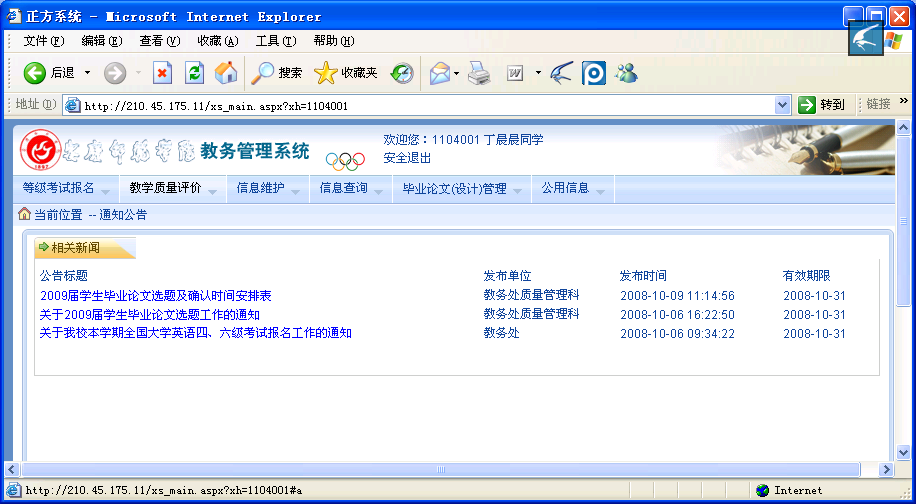 正方系统 - Microsoft Internet Explorer
文件(F) 编辑(E) 查看(V) 收藏(A) 工具(T) 帮助(H)
后退 搜索 收藏夹
地址(D) http://210.45.175.11/xs_main.aspx?xh=1104001 转到 链接 »
教务管理系统
欢迎您：1104001 丁晨晨同学
安全退出
等级考试报名 教学质量评价 信息维护 信息查询 毕业论文(设计)管理 公用信息
当前位置 -- 通知公告
相关新闻
公告标题 发布单位 发布时间 有效期限
2009届学生毕业论文选题及确认时间安排表 教务处质量管理科 2008-10-09 11:14:56 2008-10-31
关于2009届学生毕业论文选题工作的通知 教务处质量管理科 2008-10-06 16:22:50 2008-10-31
关于我校本学期全国大学英语四、六级考试报名工作的通知 教务处 2008-10-06 09:34:22 2008-10-31
http://210.45.175.11/xs_main.aspx?xh=1104001#a Internet